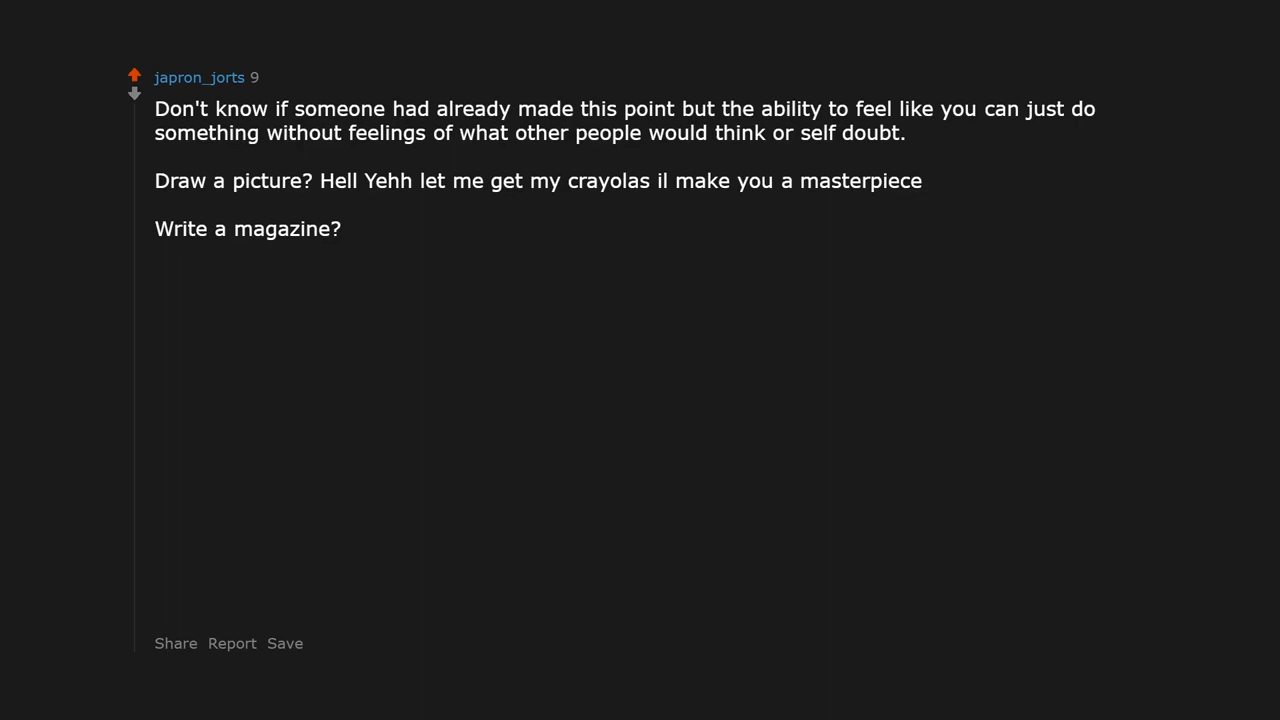 japron_jorts 9
Don't know if someone had already made this point but the ability to feel like you can just do
something without feelings of what other people would think or self doubt.
Draw a picture? Hell Yehh let me get my crayolas il make you a masterpiece
Write a magazine?
Share Report Save